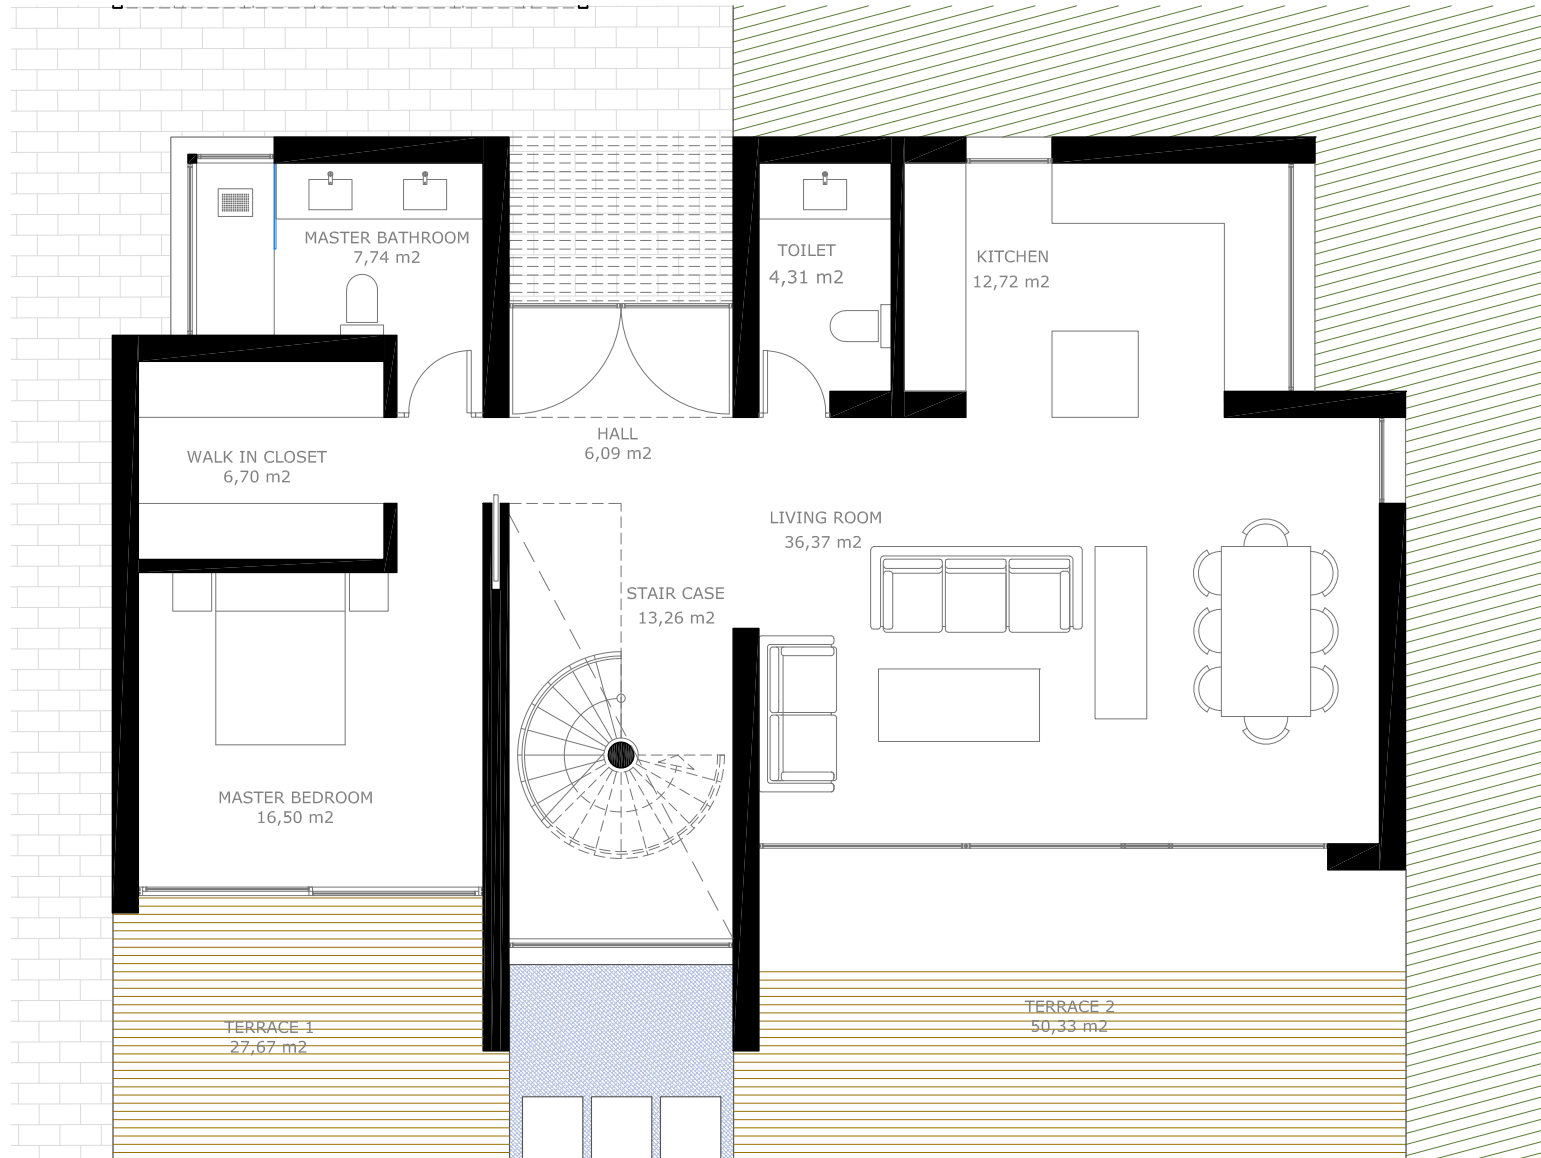 MASTER BATHROOM
7,74 m2
TOILET
4,31 m2
KITCHEN
12,72 m2
WALK IN CLOSET
6,70 m2
HALL
6,09 m2
LIVING ROOM
36,37 m2
STAIR CASE
13,26 m2
MASTER BEDROOM
16,50 m2
TERRACE 1
27,67 m2
TERRACE 2
50,33 m2